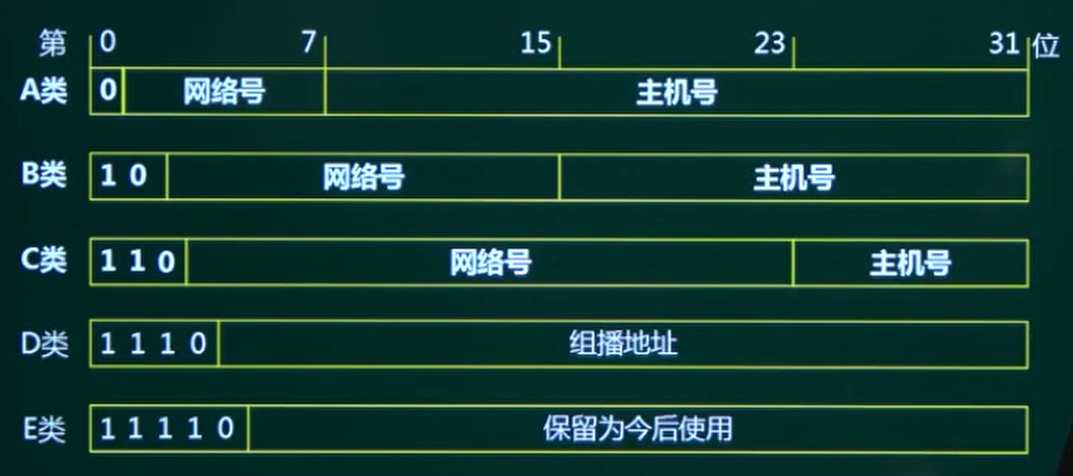 第 0 7 15 23 31 位
A类 0 网络号 主机号
B类 1 0 网络号 主机号
C类 1 1 0 网络号 主机号
D类 1 1 1 0 组播地址
E类 1 1 1 1 0 保留为今后使用